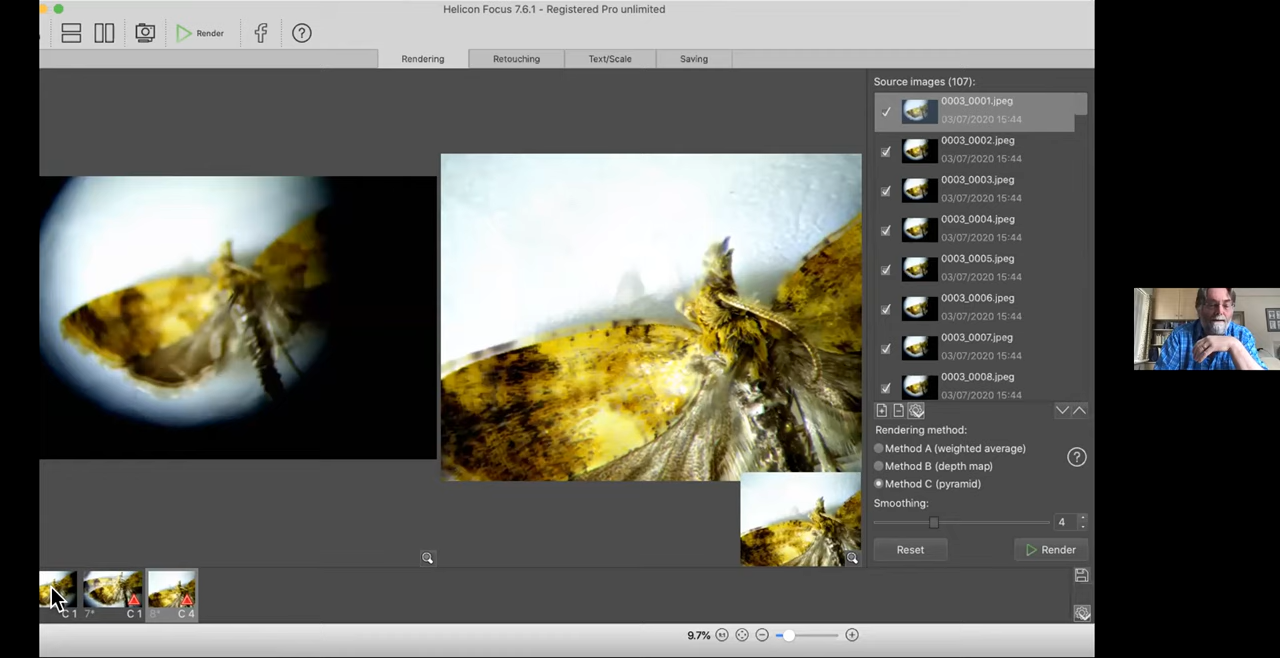 Helicon Focus 7.6.1 - Registered Pro unlimited
Render
Rendering
Retouching
Text/Scale
Saving
Source images (107):
0003_0001.jpeg
03/07/2020 15:44
0003_0002.jpeg
03/07/2020 15:44
0003_0003.jpeg
03/07/2020 15:44
0003_0004.jpeg
03/07/2020 15:44
0003_0005.jpeg
03/07/2020 15:44
0003_0006.jpeg
03/07/2020 15:44
0003_0007.jpeg
03/07/2020 15:44
0003_0008.jpeg
03/07/2020 15:44
Rendering method:
Method A (weighted average)
Method B (depth map)
Method C (pyramid)
Smoothing:
4
Reset
Render
C 1
7*
C 1
8*
C 4
9.7%